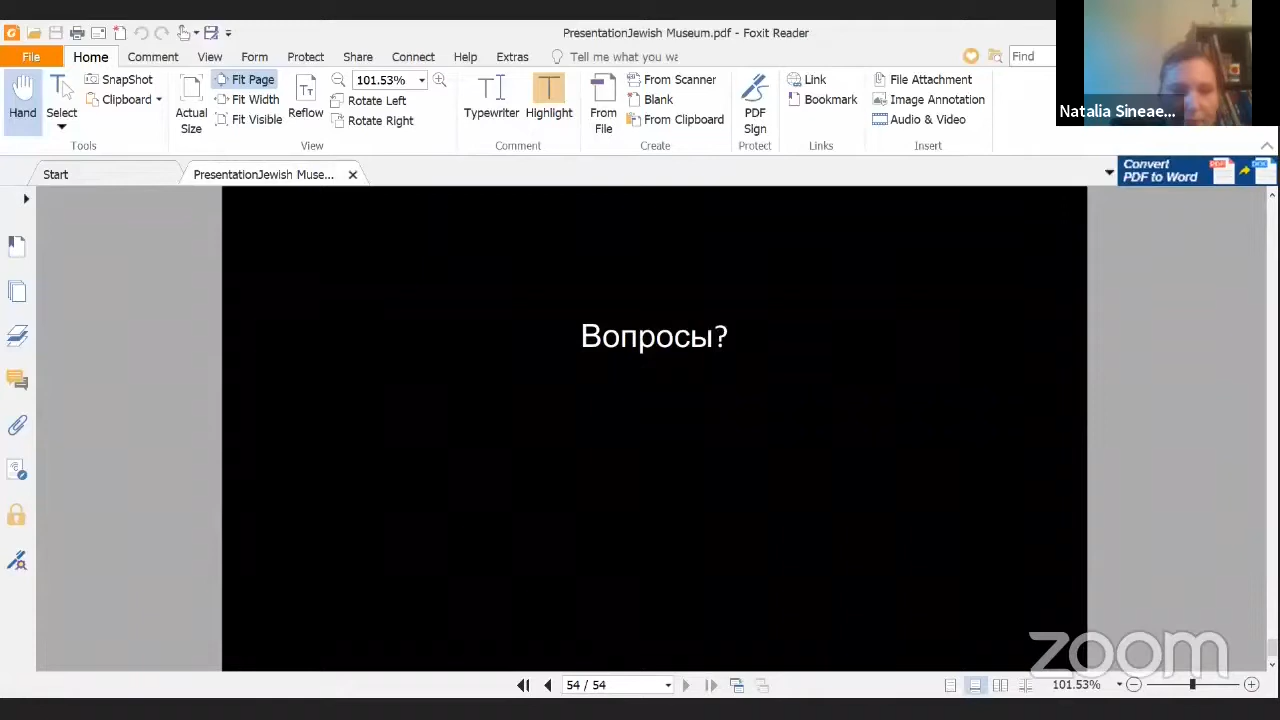 PresentationJewish Museum.pdf - Foxit Reader
File Home Comment View Form Protect Share Connect Help Extras Tell me what you wa Find
Hand
Select
SnapShot
Clipboard
Tools
Actual Size
Fit Page
Fit Width
Fit Visible
Reflow
101.53%
Rotate Left
Rotate Right
View
Typewriter
Highlight
Comment
From File
From Scanner
Blank
From Clipboard
Create
PDF Sign
Protect
Link
Bookmark
Links
File Attachment
Image Annotation
Audio & Video
Insert
Natalia Sineae...
Start
PresentationJewish Muse...
Convert
PDF to Word
Вопросы?
zoom
54 / 54
101.53%